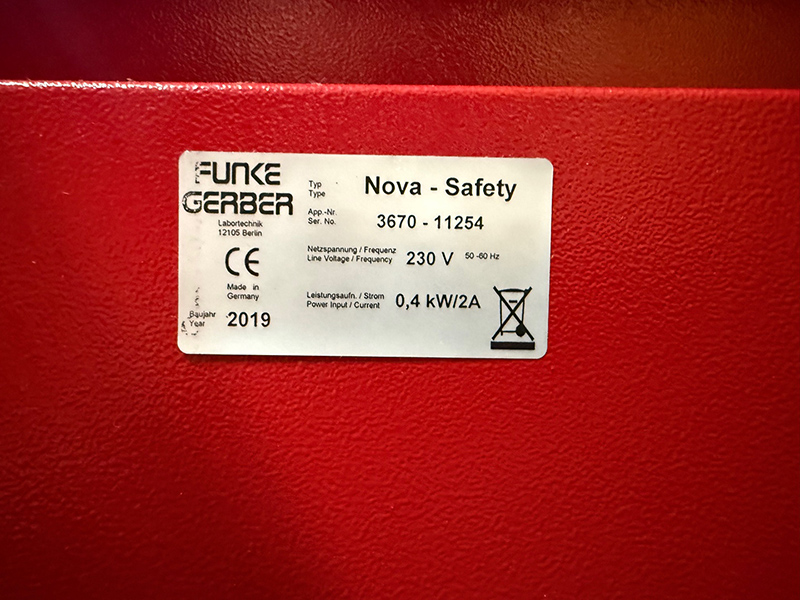 FUNKE
GERBER
Labortechnik
12105 Berlin
CE
Made in
Germany
Baujahr
Year
2019
Typ
Type
Nova - Safety
App.-Nr.
Ser. No.
3670 - 11254
Netzspannung / Frequenz
Line Voltage / Frequency
230 V 50 -60 Hz
Leistungsaufn. / Strom
Power Input / Current
0,4 kW/2A